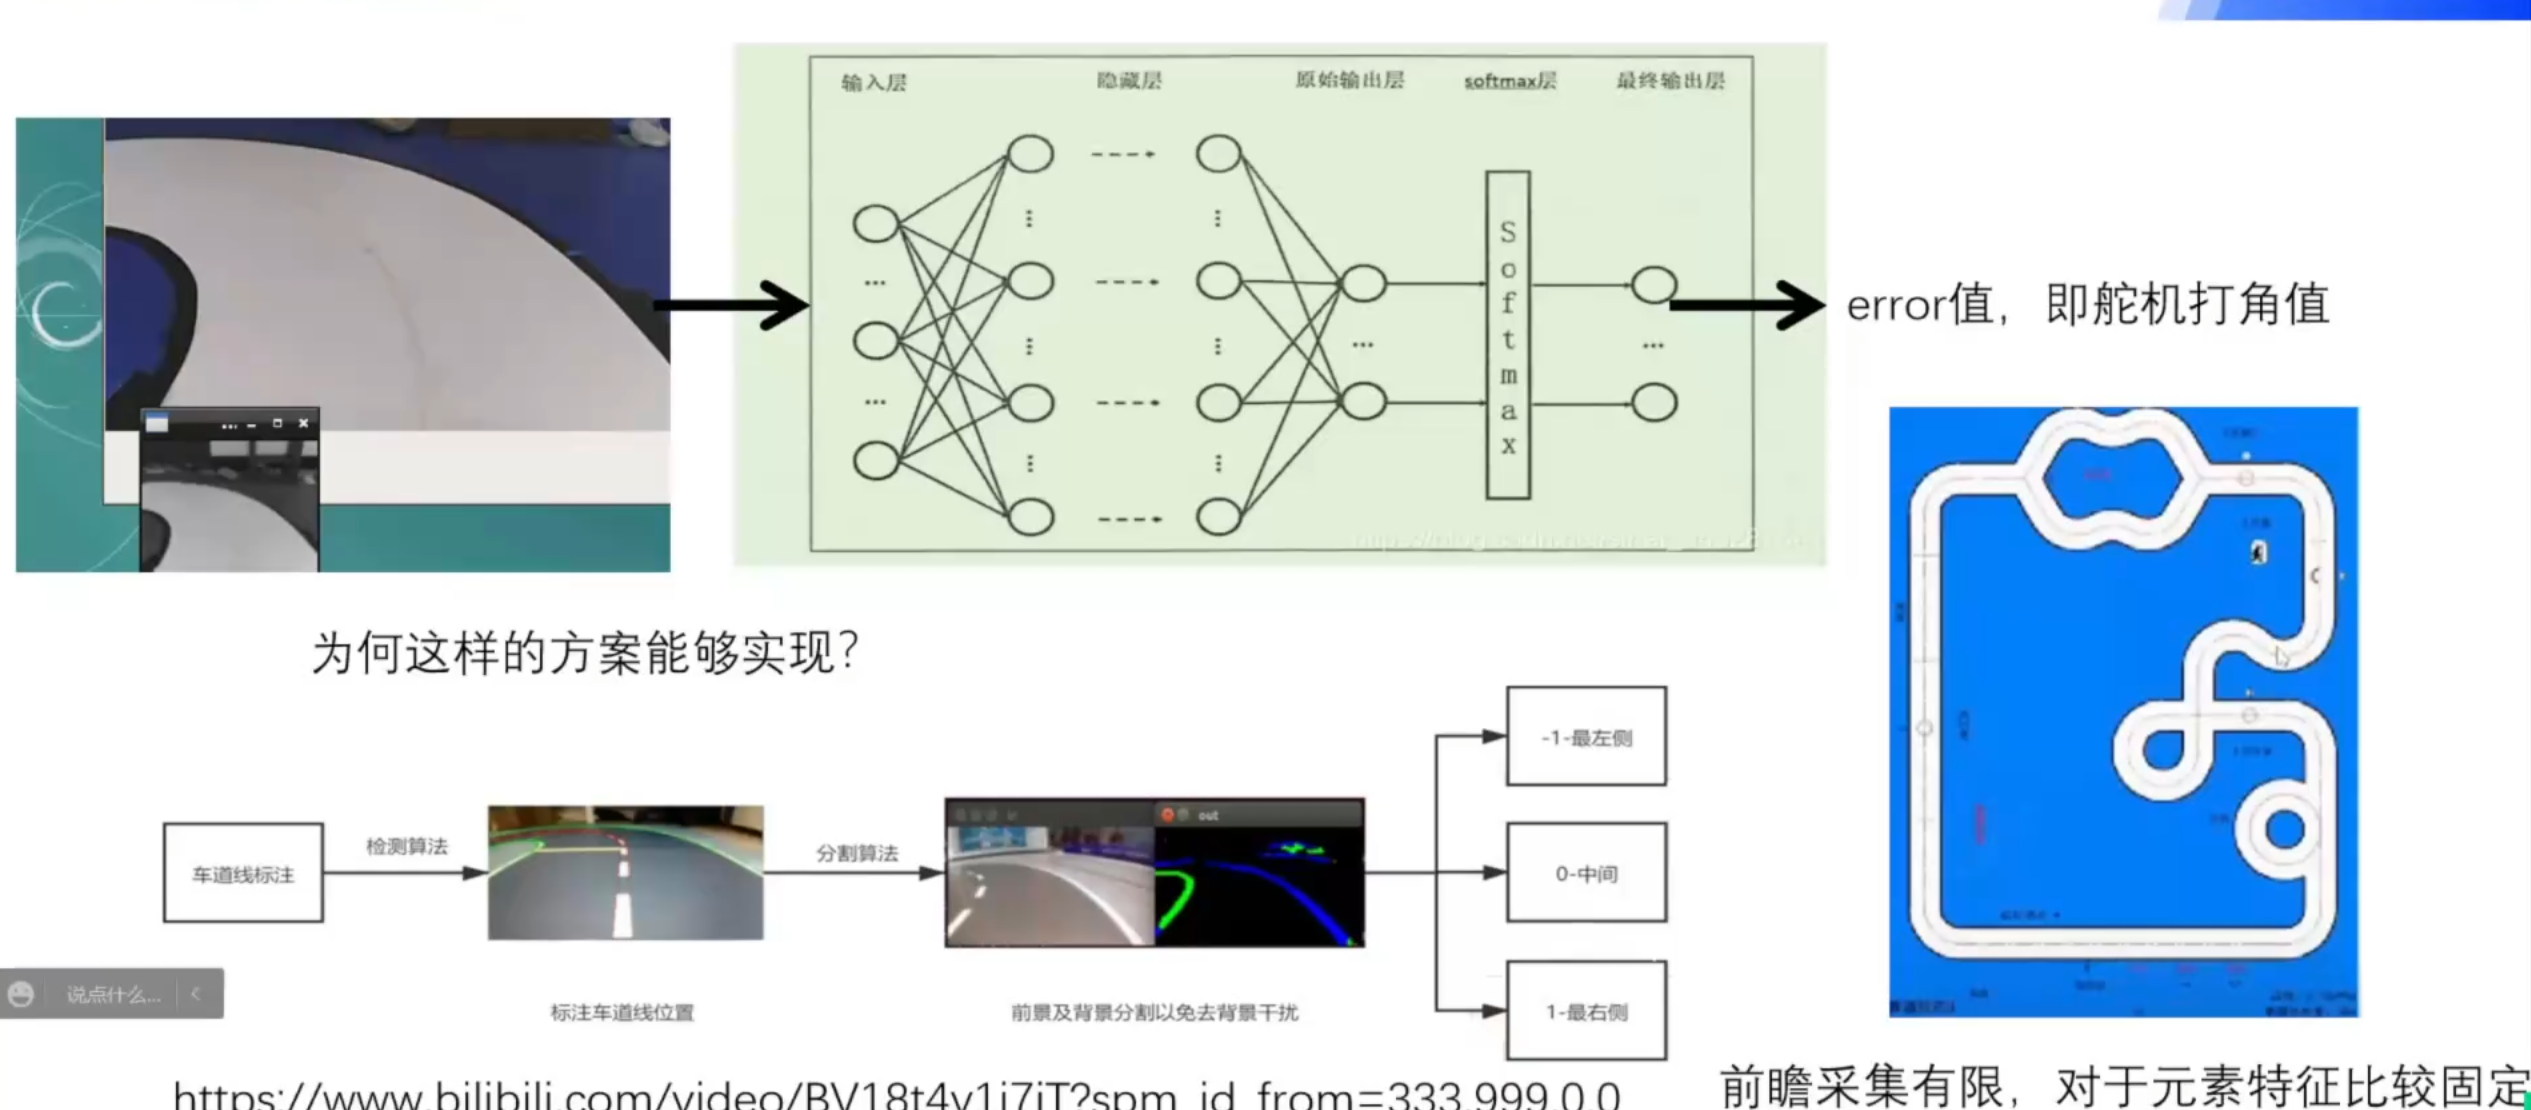 输入层
隐藏层
原始输出层
softmax层
最终输出层
Softmax
error值，即舵机打角值
为何这样的方案能够实现？
车道线标注
检测算法
分割算法
out
-1-最左侧
0-中间
1-最右侧
标注车道线位置
前景及背景分割以免去背景干扰
说点什么...
https://www.bilibili.com/video/BV18t4y1j7jT?spm_id_from=333.999.0.0
前瞻采集有限，对于元素特征比较固定